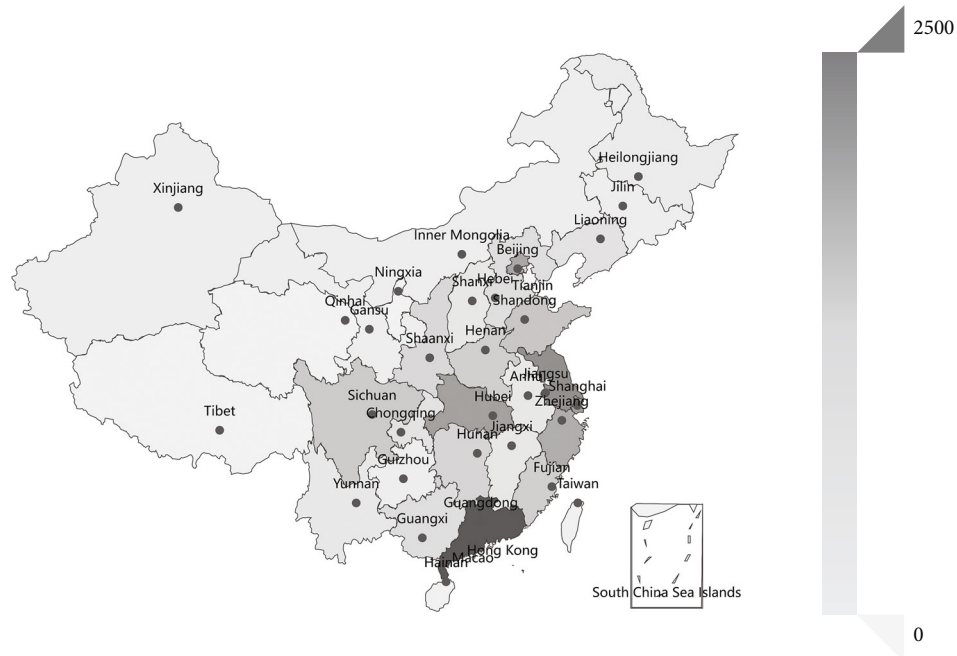 2500
Heilongjiang
Jilin
Xinjiang
Liaoning
Inner Mongolia
Beijing
Ningxia
Hebei
Shanxi
Tianjin
Qinhai
Shandong
Gansu
Henan
Shaanxi
Jiangsu
Anhui
Shanghai
Sichuan
Hubei
Zhejiang
Tibet
Chongqing
Jiangxi
Hunan
Guizhou
Fujian
Yunnan
Taiwan
Guangdong
Guangxi
Hong Kong
Macao
Hainan
South China Sea Islands
0